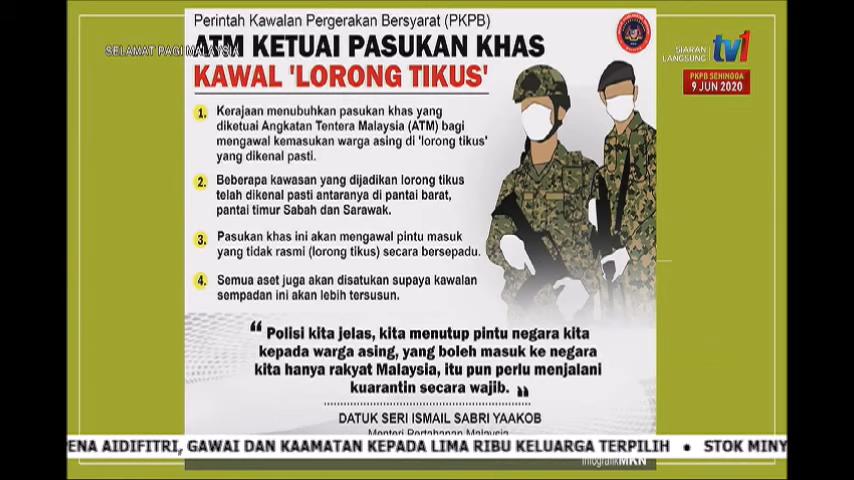 Perintah Kawalan Pergerakan Bersyarat (PKPB)
ATM KETUAI PASUKAN KHAS
SELAMAT PAGI MALAYSIA
KAWAL 'LORONG TIKUS'
SIARAN
LANGSUNG
tv1
PKPB SEHINGGA
9 JUN 2020
1. Kerajaan menubuhkan pasukan khas yang
diketuai Angkatan Tentera Malaysia (ATM) bagi
mengawal kemasukan warga asing di 'lorong tikus'
yang dikenal pasti.
2. Beberapa kawasan yang dijadikan lorong tikus
telah dikenal pasti antaranya di pantai barat,
pantai timur Sabah dan Sarawak.
3. Pasukan khas ini akan mengawal pintu masuk
yang tidak rasmi (lorong tikus) secara bersepadu.
4. Semua aset juga akan disatukan supaya kawalan
sempadan ini akan lebih tersusun.
“ Polisi kita jelas, kita menutup pintu negara kita
kepada warga asing, yang boleh masuk ke negara
kita hanya rakyat Malaysia, itu pun perlu menjalani
kuarantin secara wajib. „
DATUK SERI ISMAIL SABRI YAAKOB
Menteri Pertahanan Malaysia
PENA AIDIFITRI, GAWAI DAN KAAMATAN KEPADA LIMA RIBU KELUARGA TERPILIH • STOK MINY
infografikMKN